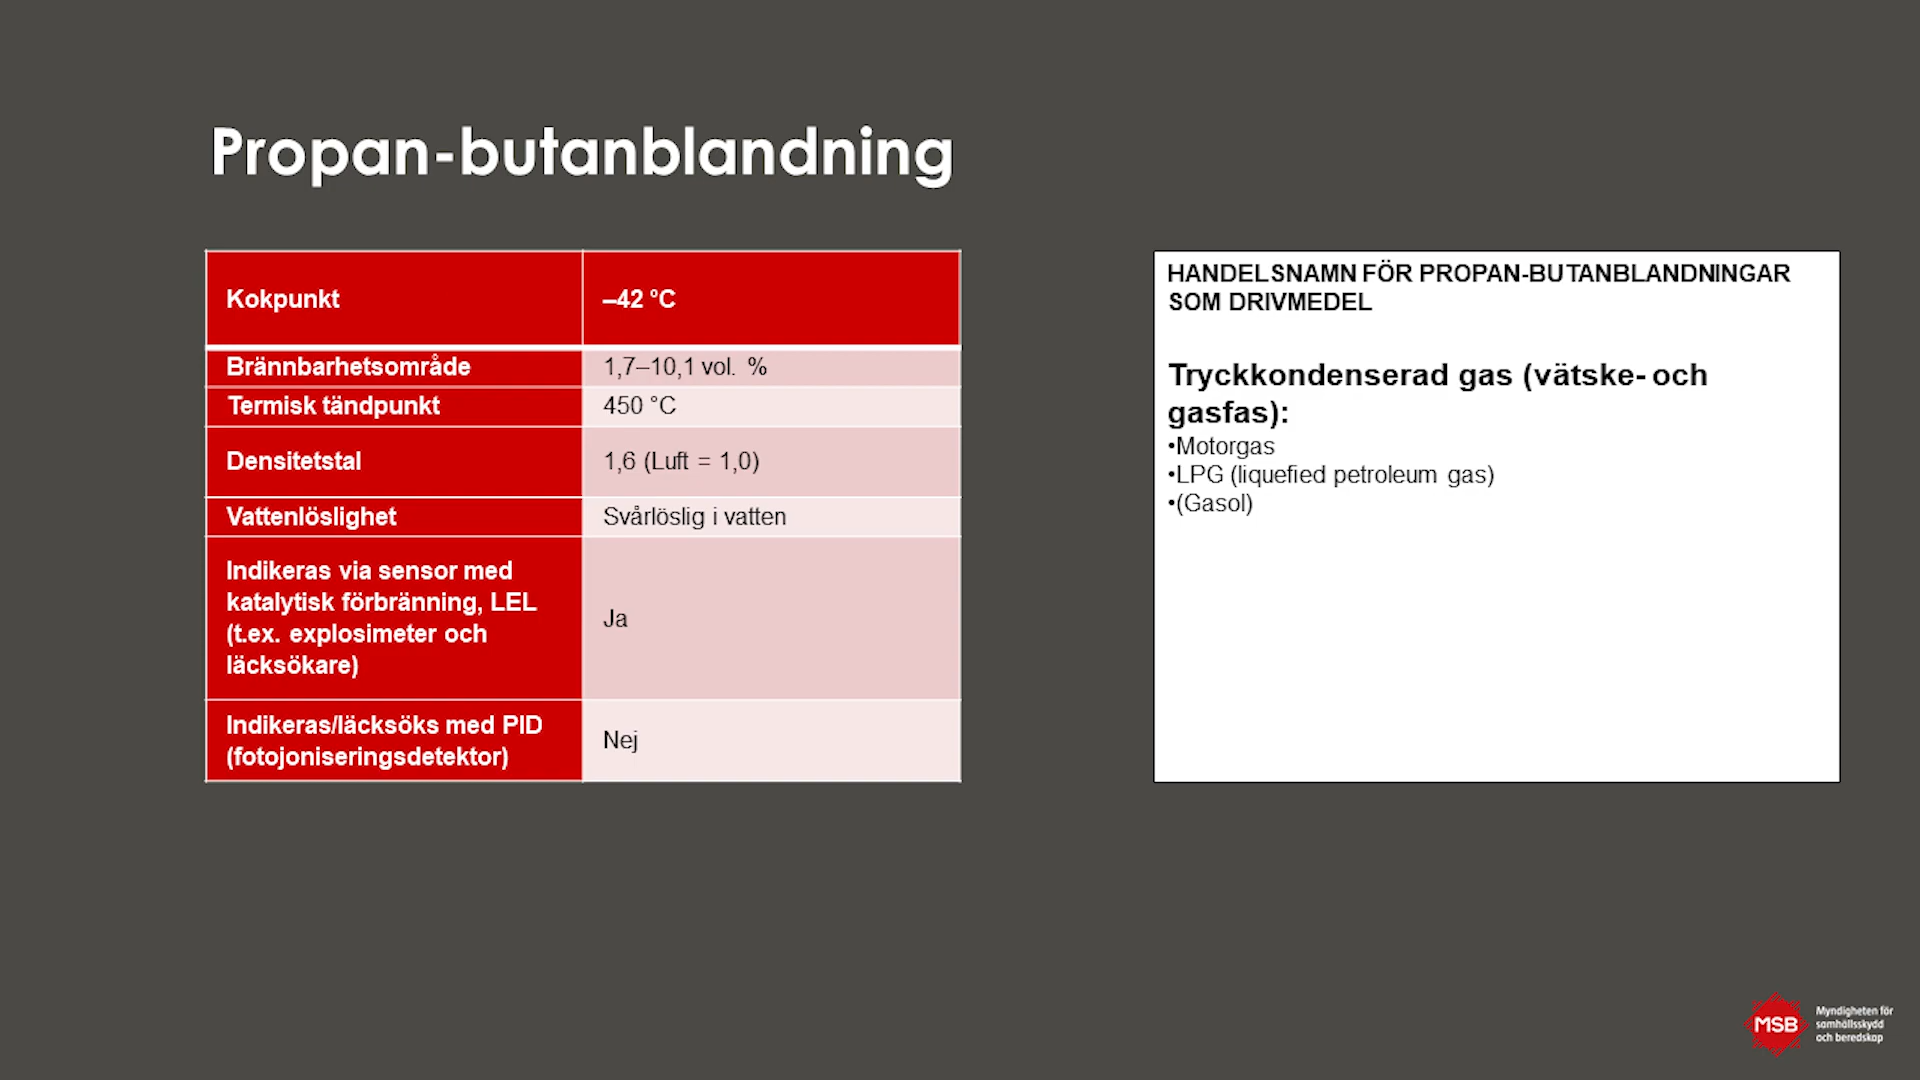 Propan-butanblandning
Kokpunkt
–42 °C
Brännbarhetsområde
1,7–10,1 vol. %
Termisk tändpunkt
450 °C
Densitetstal
1,6 (Luft = 1,0)
Vattenlöslighet
Svårlöslig i vatten
Indikeras via sensor med
katalytisk förbränning, LEL
(t.ex. explosimeter och
läcksökare)
Ja
Indikeras/läcksöks med PID
(fotojoniseringsdetektor)
Nej
HANDELSNAMN FÖR PROPAN-BUTANBLANDNINGAR
SOM DRIVMEDEL
Tryckkondenserad gas (vätske- och
gasfas):
•Motorgas
•LPG (liquefied petroleum gas)
•(Gasol)
MSB
Myndigheten för
samhällsskydd
och beredskap